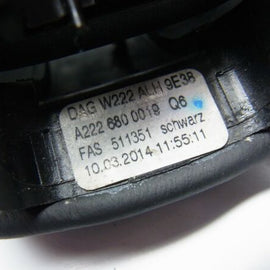 DAG W222 ALH 9E38
A222 680 0019 Q6
FAS 511351 schwarz
10.03.2014 11:55:11